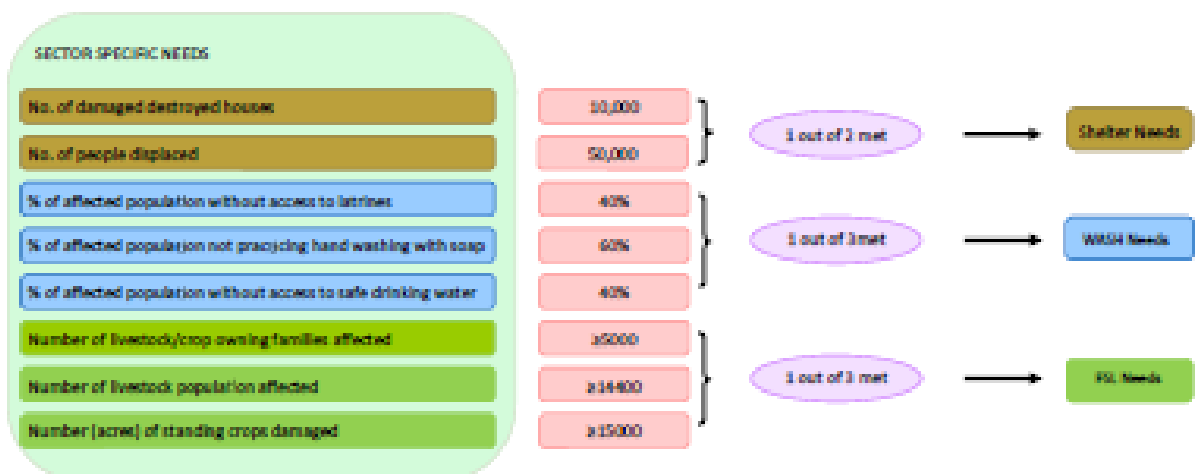 SECTOR SPECIFIC NEEDS
No. of damaged destroyed houses
10,000
No. of people displaced
50,000
1 out of 2 met
Shelter Needs
% of affected population without access to latrines
40%
% of affected population not practicing hand washing with soap
60%
% of affected population without access to safe drinking water
40%
1 out of 3met
WASH Needs
Number of livestock/crop owning families affected
≥5000
Number of livestock population affected
≥14400
Number (acres) of standing crops damaged
≥15000
1 out of 3 met
FSL Needs